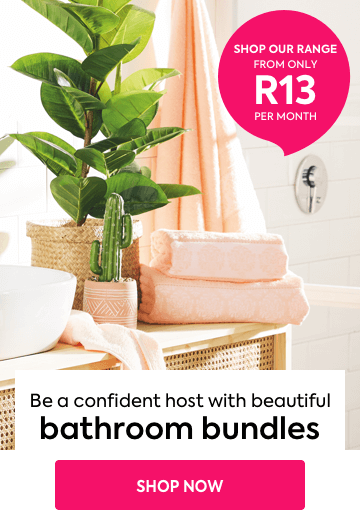 SHOP OUR RANGE
FROM ONLY
R13
PER MONTH
Be a confident host with beautiful
bathroom bundles
SHOP NOW